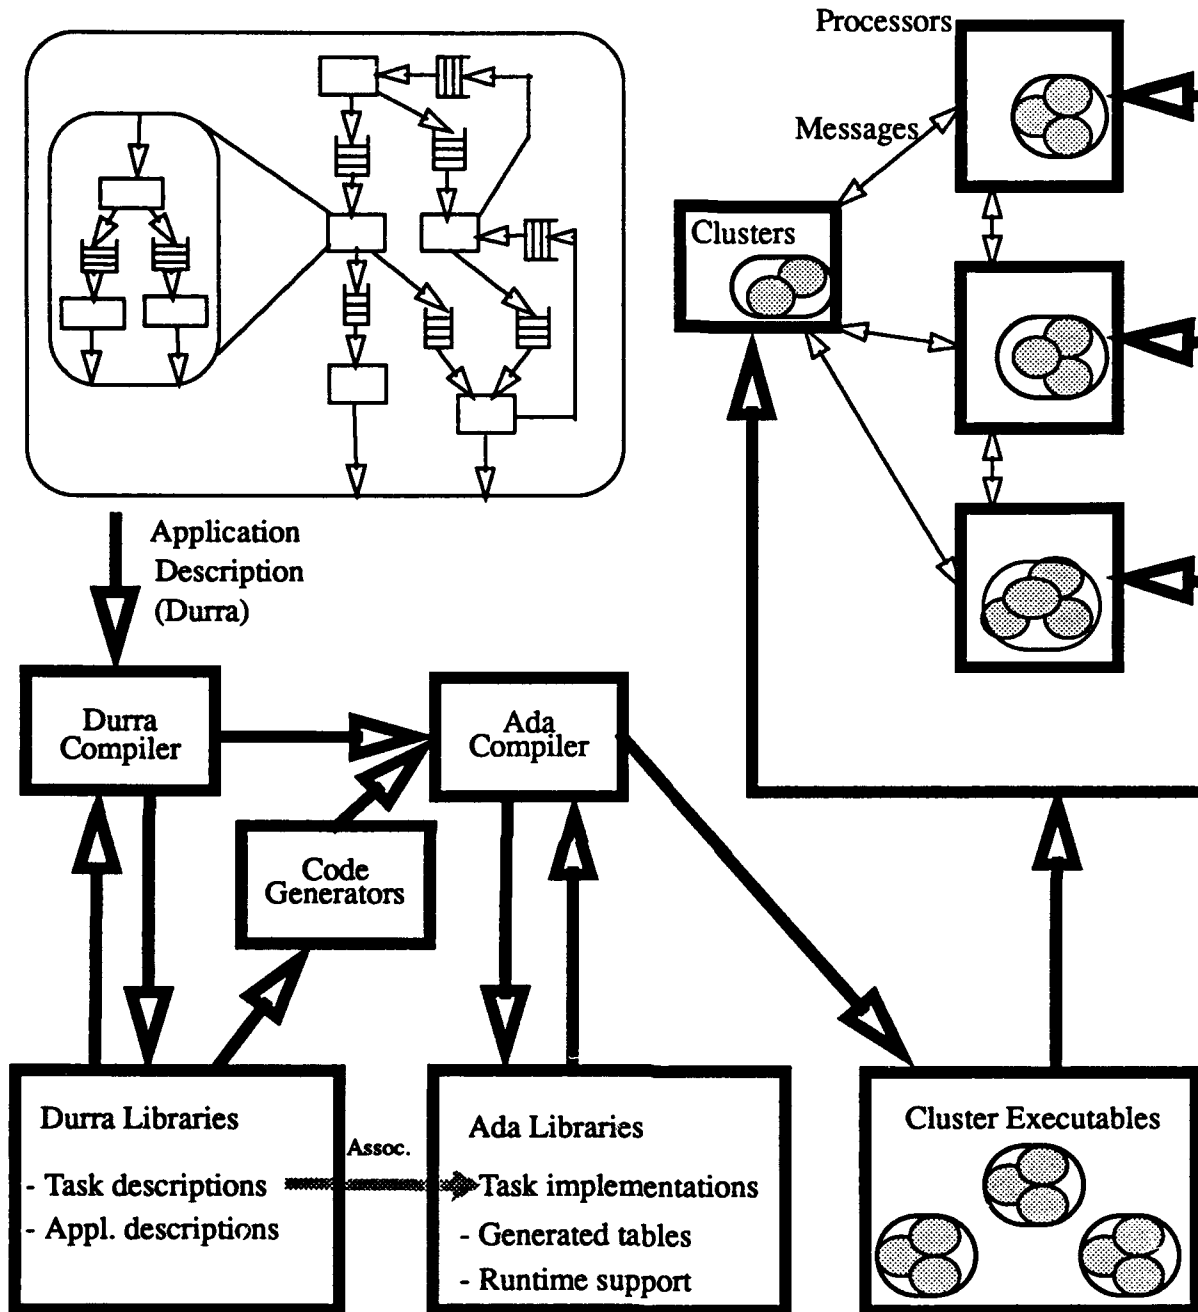 Processors
Messages
Clusters
Application
Description
(Durra)
Durra
Compiler
Ada
Compiler
Code
Generators
Durra Libraries
- Task descriptions
- Appl. descriptions
Assoc.
Ada Libraries
Task implementations
- Generated tables
- Runtime support
Cluster Executables